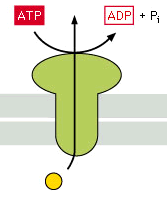 ATP ADP + Pi